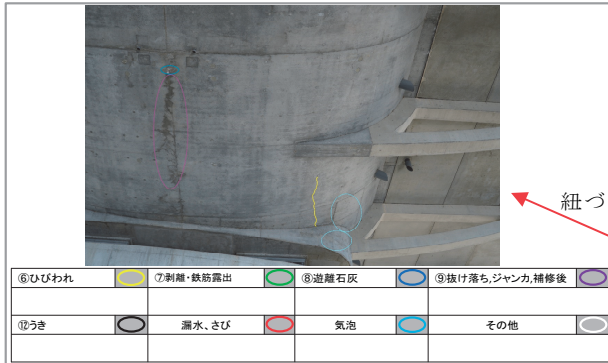 紐づ
⑥ひびわれ ⑦剥離・鉄筋露出 ⑧遊離石灰 ⑨抜け落ち,ジャンカ,補修後
⑫うき 漏水、さび 気泡 その他